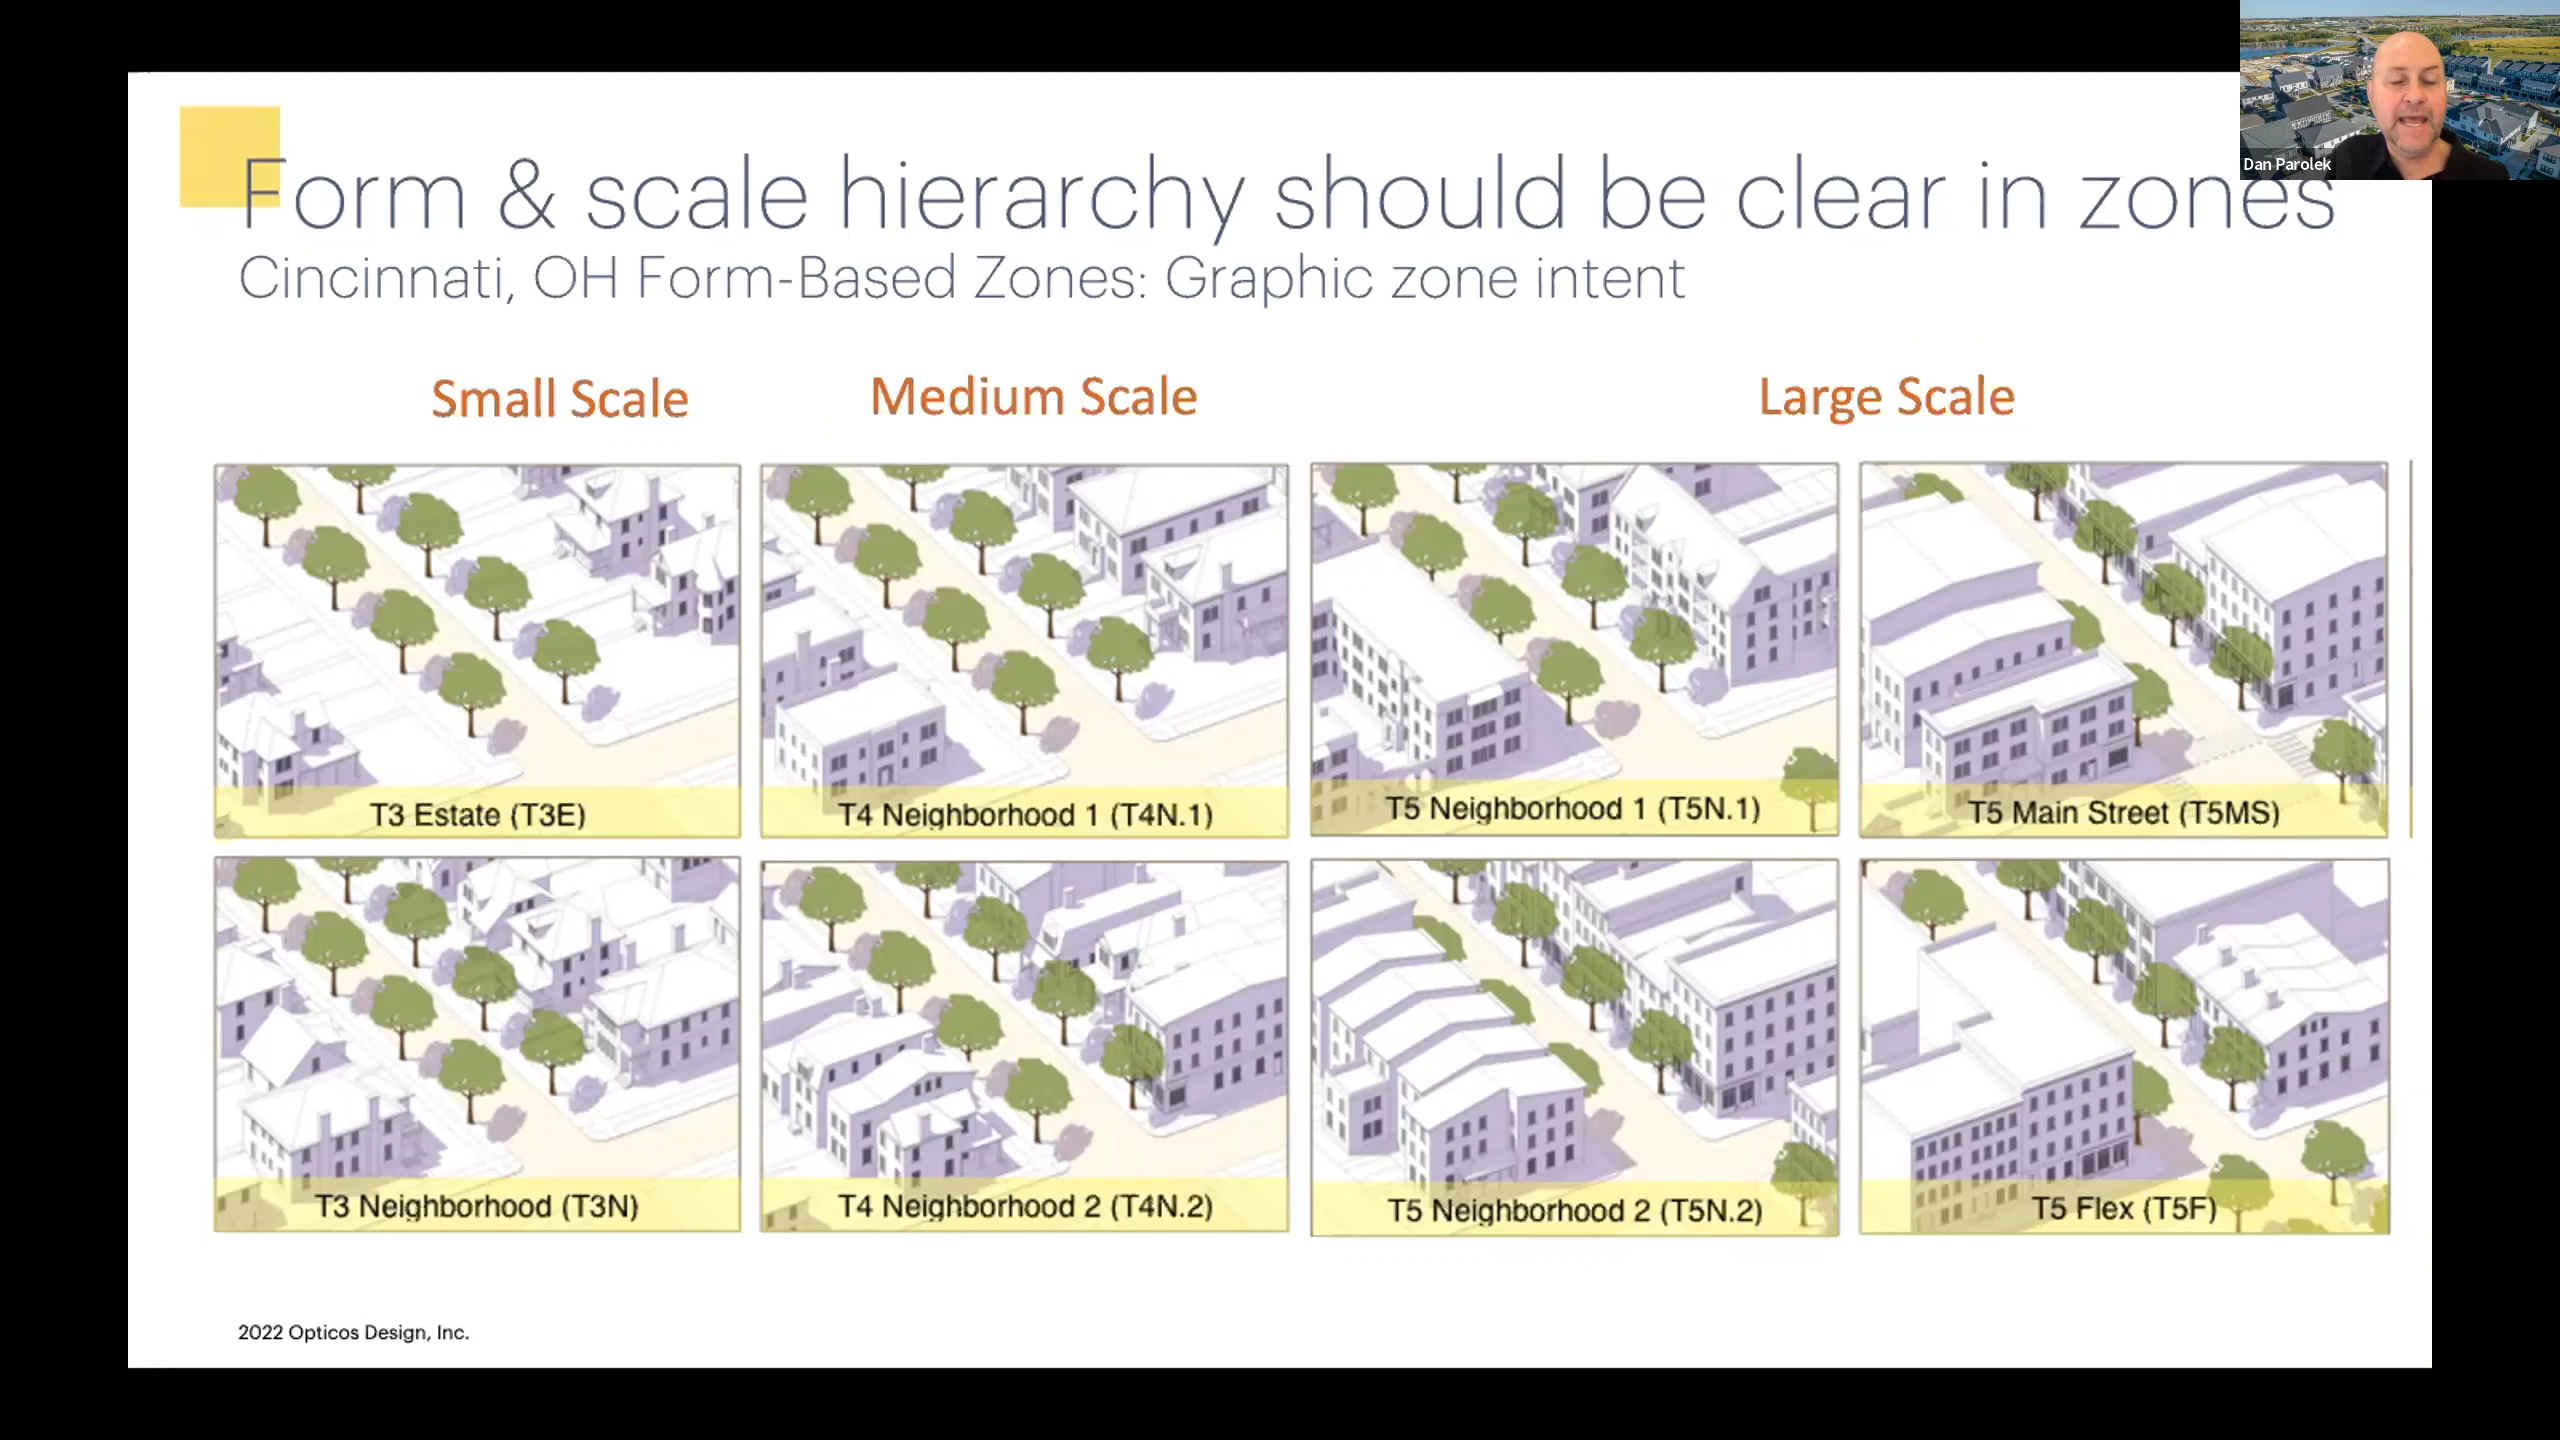 Dan Parolek
Form & scale hierarchy should be clear in zones
Cincinnati, OH Form-Based Zones: Graphic zone intent
Small Scale
Medium Scale
Large Scale
T3 Estate (T3E)
T4 Neighborhood 1 (T4N.1)
T5 Neighborhood 1 (T5N.1)
T5 Main Street (T5MS)
T3 Neighborhood (T3N)
T4 Neighborhood 2 (T4N.2)
T5 Neighborhood 2 (T5N.2)
T5 Flex (T5F)
2022 Opticos Design, Inc.